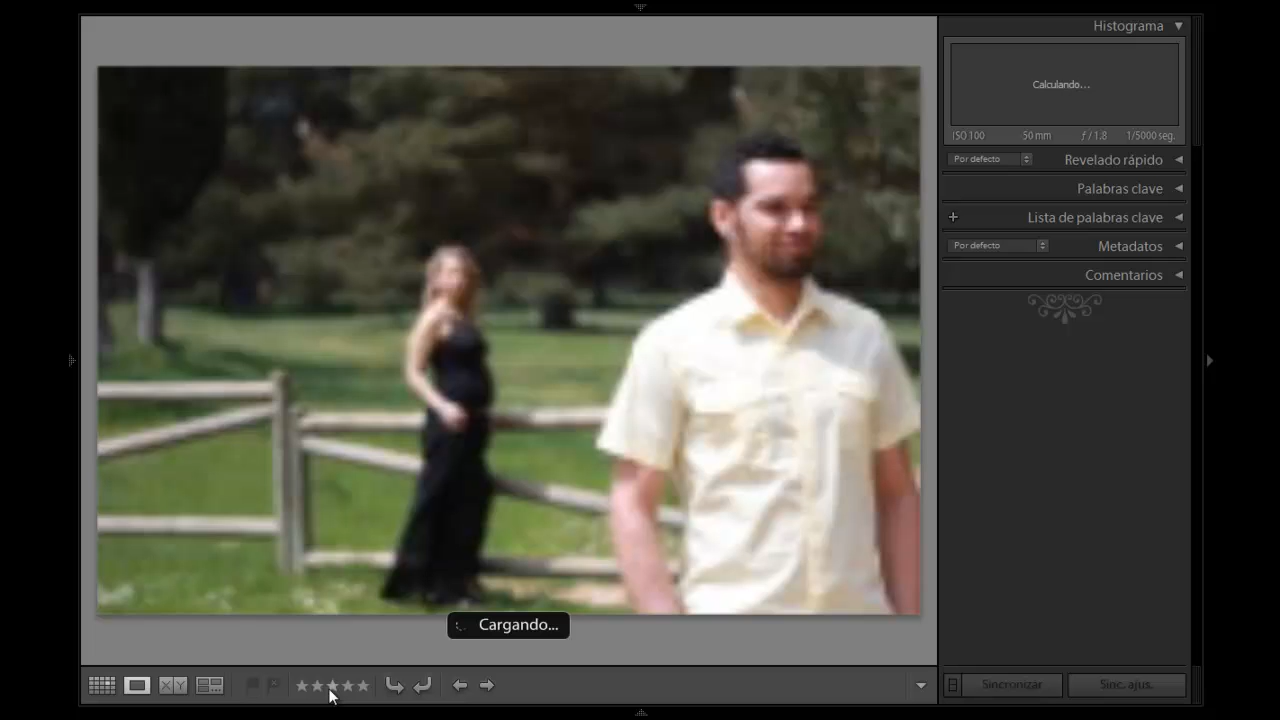 Histograma
Calculando...
ISO 100 50 mm ƒ / 1.8 1/5000 seg.
Por defecto Revelado rápido
Palabras clave
+ Lista de palabras clave
Por defecto Metadatos
Comentarios
Cargando...
X Y
Sincronizar Sinc. ajus.